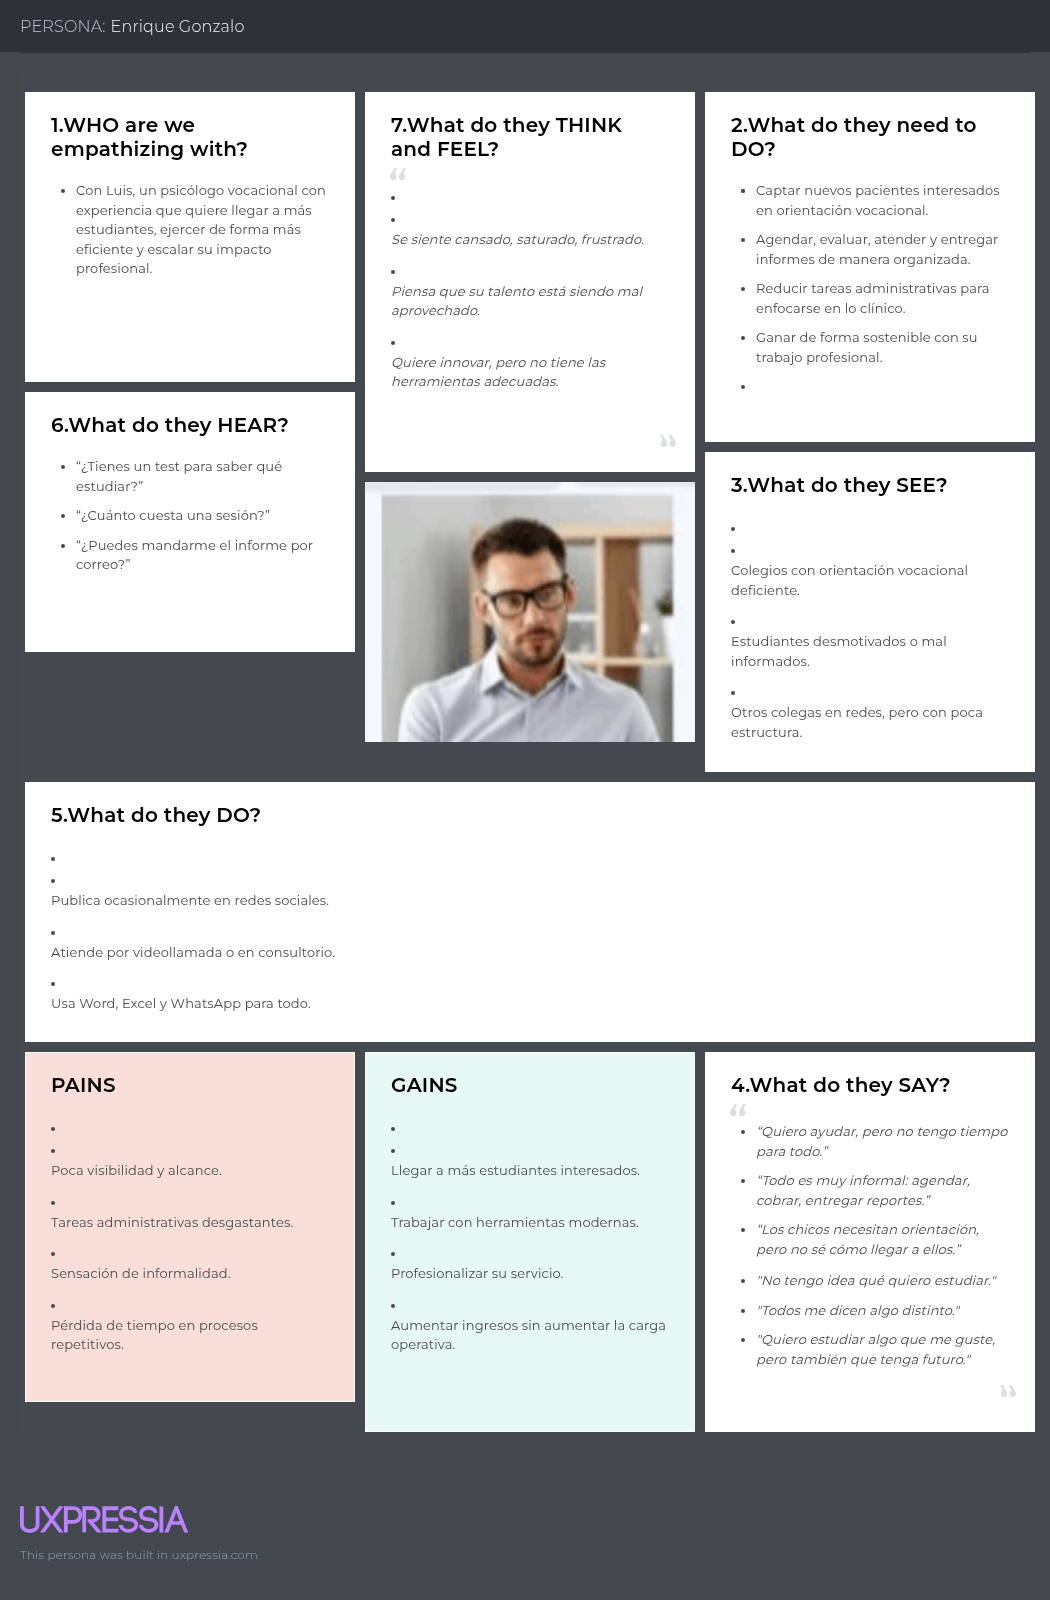 PERSONA: Enrique Gonzalo
1.WHO are we
empathizing with?
• Con Luis, un psicólogo vocacional con
experiencia que quiere llegar a más
estudiantes, ejercer de forma más
eficiente y escalar su impacto
profesional.
6.What do they HEAR?
• “¿Tienes un test para saber qué
estudiar?”
• “¿Cuánto cuesta una sesión?”
• “¿Puedes mandarme el informe por
correo?”
7.What do they THINK
and FEEL?
“
•
•
Se siente cansado, saturado, frustrado.
•
Piensa que su talento está siendo mal
aprovechado.
•
Quiere innovar, pero no tiene las
herramientas adecuadas.
”
2.What do they need to
DO?
• Captar nuevos pacientes interesados
en orientación vocacional.
• Agendar, evaluar, atender y entregar
informes de manera organizada.
• Reducir tareas administrativas para
enfocarse en lo clínico.
• Ganar de forma sostenible con su
trabajo profesional.
•
3.What do they SEE?
•
•
Colegios con orientación vocacional
deficiente.
•
Estudiantes desmotivados o mal
informados.
•
Otros colegas en redes, pero con poca
estructura.
5.What do they DO?
•
•
Publica ocasionalmente en redes sociales.
•
Atiende por videollamada o en consultorio.
•
Usa Word, Excel y WhatsApp para todo.
PAINS
•
•
Poca visibilidad y alcance.
•
Tareas administrativas desgastantes.
•
Sensación de informalidad.
•
Pérdida de tiempo en procesos
repetitivos.
GAINS
•
•
Llegar a más estudiantes interesados.
•
Trabajar con herramientas modernas.
•
Profesionalizar su servicio.
•
Aumentar ingresos sin aumentar la carga
operativa.
4.What do they SAY?
“
• “Quiero ayudar, pero no tengo tiempo
para todo.”
• “Todo es muy informal: agendar,
cobrar, entregar reportes.”
• “Los chicos necesitan orientación,
pero no sé cómo llegar a ellos.”
• "No tengo idea qué quiero estudiar."
• "Todos me dicen algo distinto."
• "Quiero estudiar algo que me guste,
pero también que tenga futuro."
”
UXPRESSIA
This persona was built in uxpressia.com